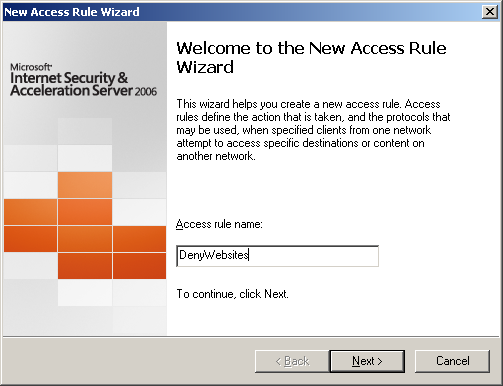 New Access Rule Wizard
Microsoft®
Internet Security &
Acceleration Server 2006
Welcome to the New Access Rule
Wizard
This wizard helps you create a new access rule. Access
rules define the action that is taken, and the protocols that
may be used, when specified clients from one network
attempt to access specific destinations or content on
another network.
Access rule name:
DenyWebsites
To continue, click Next.
< Back
Next >
Cancel